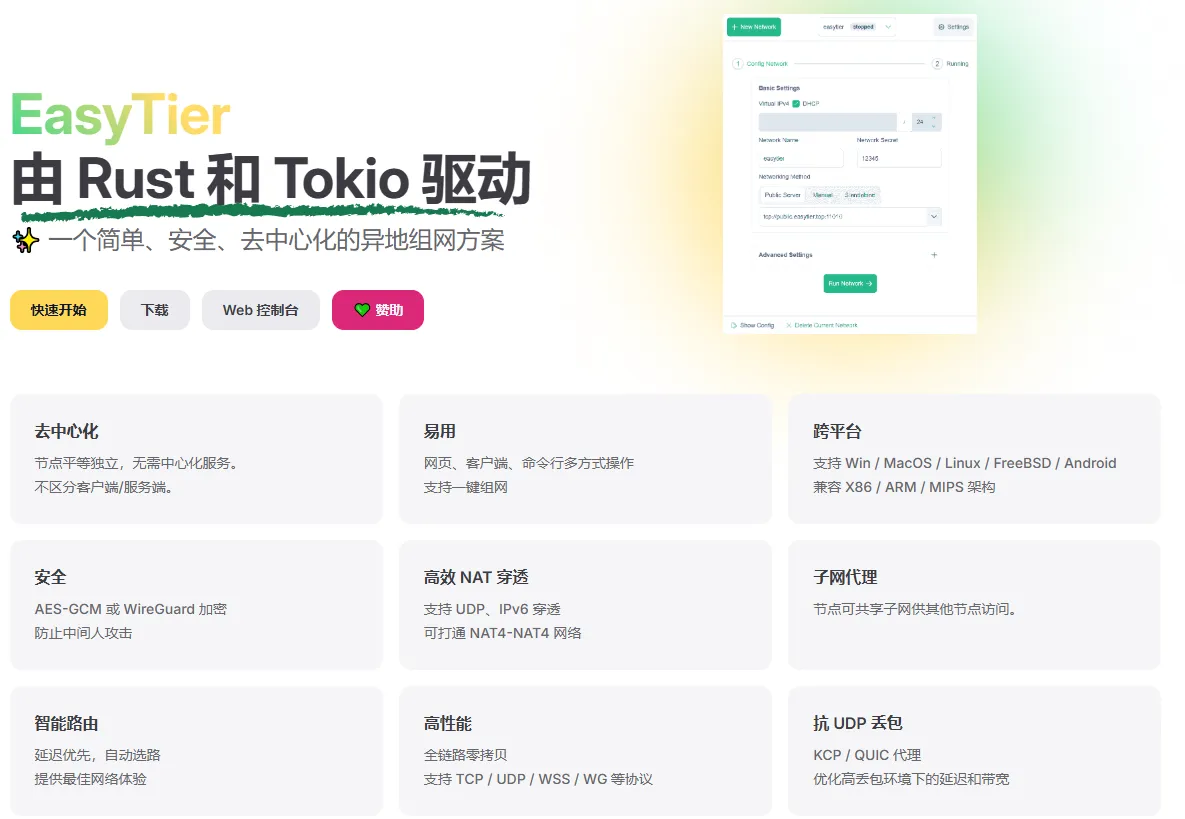 EasyTier
由 Rust 和 Tokio 驱动
一个简单、安全、去中心化的异地组网方案
快速开始
下载
Web 控制台
赞助
+ New Network
easytier stopped
Settings
1 Config Network
2 Running
Basic Settings
Virtual IPv4 DHCP
/ 24
Network Name
Network Secret
easytier
12345
Networking Method
Public Server Manual Standalone
Advanced Settings
+
Run Network →
Show Config
Delete Current Network
去中心化
节点平等独立，无需中心化服务。
不区分客户端/服务端。
易用
网页、客户端、命令行多方式操作
支持一键组网
跨平台
支持 Win / MacOS / Linux / FreeBSD / Android
兼容 X86 / ARM / MIPS 架构
安全
AES-GCM 或 WireGuard 加密
防止中间人攻击
高效 NAT 穿透
支持 UDP、IPv6 穿透
可打通 NAT4-NAT4 网络
子网代理
节点可共享子网供其他节点访问。
智能路由
延迟优先，自动选路
提供最佳网络体验
高性能
全链路零拷贝
支持 TCP / UDP / WSS / WG 等协议
抗 UDP 丢包
KCP / QUIC 代理
优化高丢包环境下的延迟和带宽